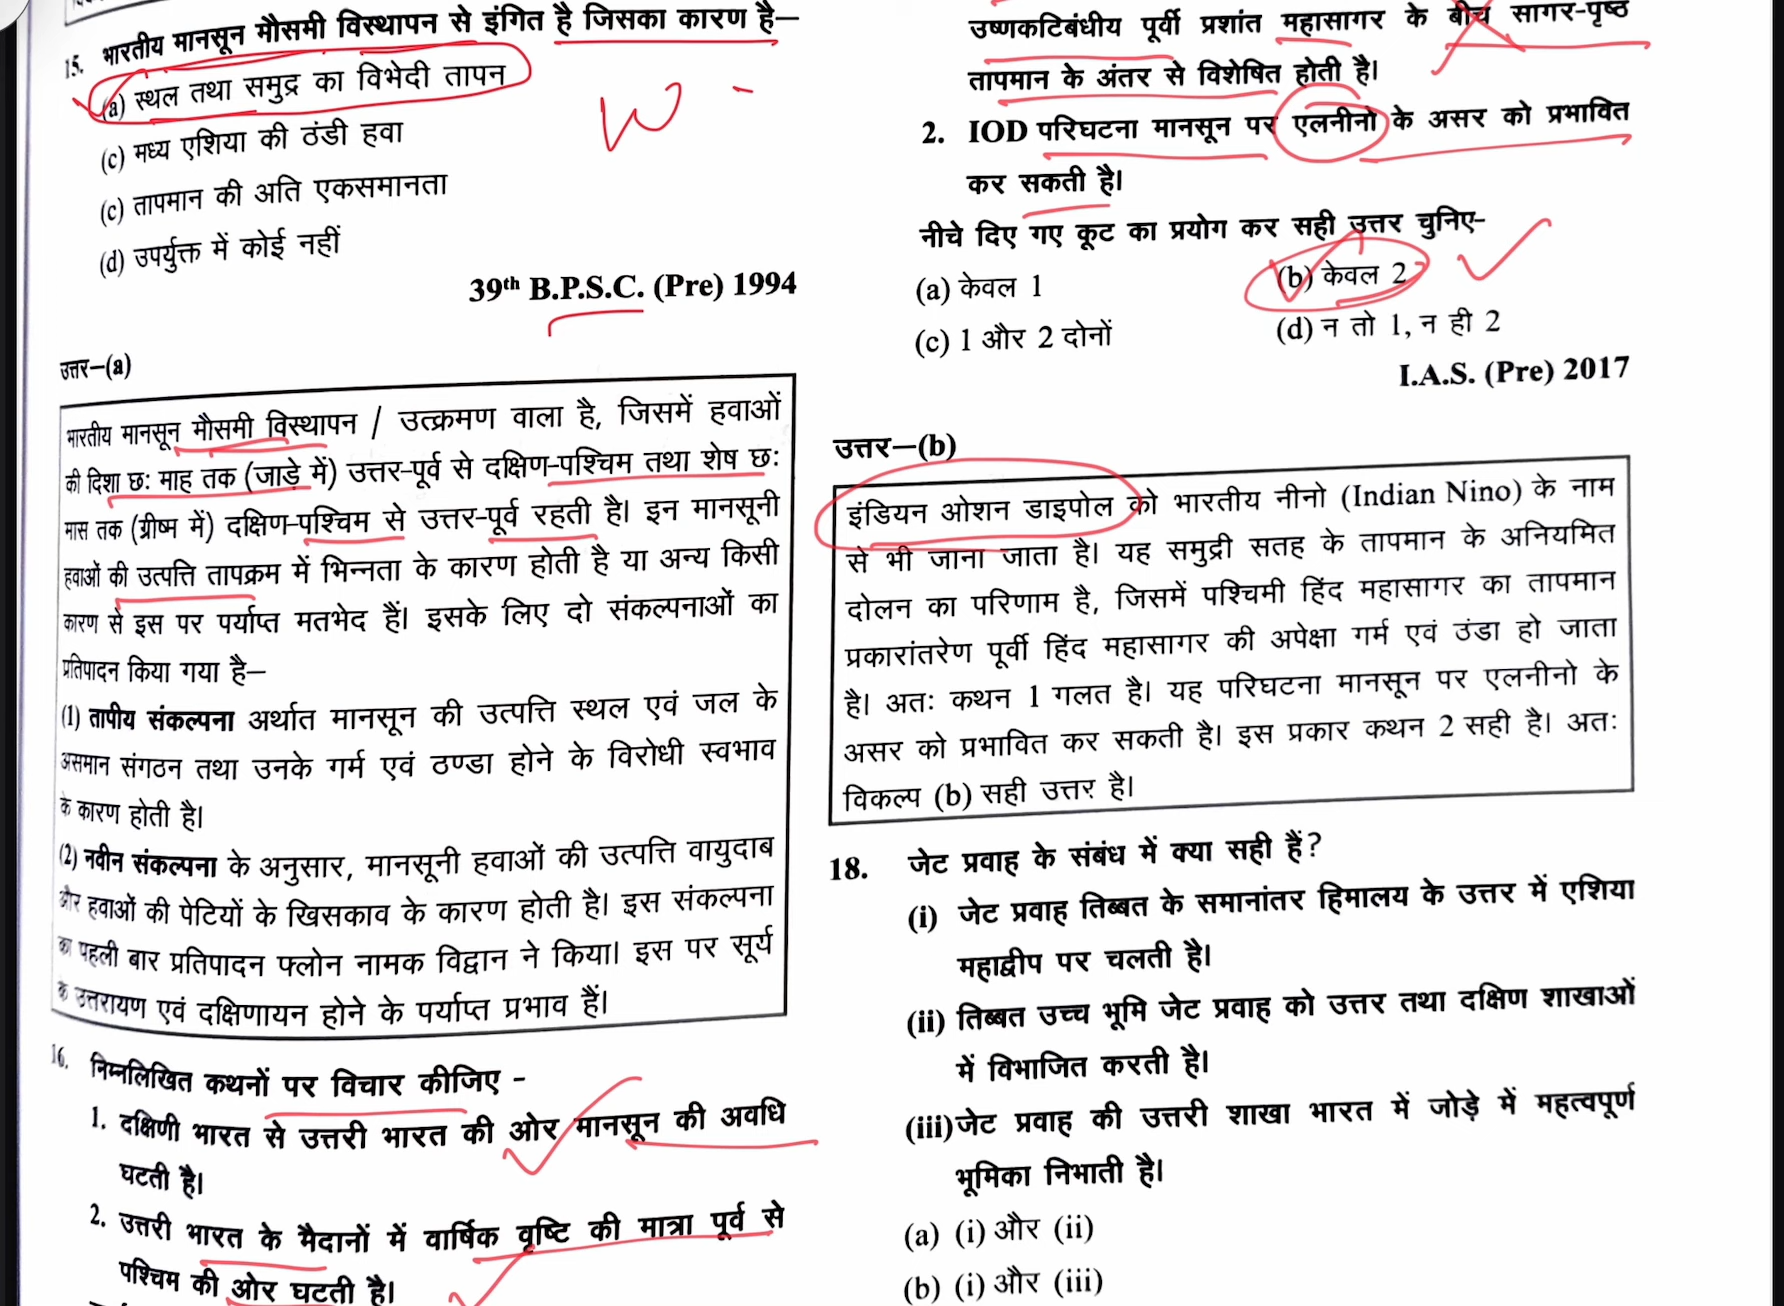 15. भारतीय मानसून मौसमी विस्थापन से इंगित है जिसका कारण है–
(a) स्थल तथा समुद्र का विभेदी तापन
(c) मध्य एशिया की ठंडी हवा
(c) तापमान की अति एकसमानता
(d) उपर्युक्त में कोई नहीं
39th B.P.S.C. (Pre) 1994
उत्तर–(a)
भारतीय मानसून मौसमी विस्थापन / उत्क्रमण वाला है, जिसमें हवाओं
की दिशा छः माह तक (जाडे में) उत्तर-पूर्व से दक्षिण-पश्चिम तथा शेष छः
मास तक (ग्रीष्म में) दक्षिण-पश्चिम से उत्तर-पूर्व रहती है। इन मानसूनी
हवाओं की उत्पत्ति तापक्रम में भिन्नता के कारण होती है या अन्य किसी
कारण से इस पर पर्याप्त मतभेद हैं। इसके लिए दो संकल्पनाओं का
प्रतिपादन किया गया है–
(1) तापीय संकल्पना अर्थात मानसून की उत्पत्ति स्थल एवं जल के
असमान संगठन तथा उनके गर्म एवं ठण्डा होने के विरोधी स्वभाव
के कारण होती है।
(2) नवीन संकल्पना के अनुसार, मानसूनी हवाओं की उत्पत्ति वायुदाब
और हवाओं की पेटियों के खिसकाव के कारण होती है। इस संकल्पना
का पहली बार प्रतिपादन फ्लोन नामक विद्वान ने किया। इस पर सूर्य
के उत्तरायण एवं दक्षिणायन होने के पर्याप्त प्रभाव हैं।
16. निम्नलिखित कथनों पर विचार कीजिए -
1. दक्षिणी भारत से उत्तरी भारत की ओर मानसून की अवधि
घटती है।
2. उत्तरी भारत के मैदानों में वार्षिक वृष्टि की मात्रा पूर्व से
पश्चिम की ओर घटती है।
उष्णकटिबंधीय पूर्वी प्रशांत महासागर के बीच सागर-पृष्ठ
तापमान के अंतर से विशेषित होती है।
2. IOD परिघटना मानसून पर एलनीनो के असर को प्रभावित
कर सकती है।
नीचे दिए गए कूट का प्रयोग कर सही उत्तर चुनिए-
(a) केवल 1 (b) केवल 2
(c) 1 और 2 दोनों (d) न तो 1, न ही 2
I.A.S. (Pre) 2017
उत्तर–(b)
इंडियन ओशन डाइपोल को भारतीय नीनो (Indian Nino) के नाम
से भी जाना जाता है। यह समुद्री सतह के तापमान के अनियमित
दोलन का परिणाम है, जिसमें पश्चिमी हिंद महासागर का तापमान
प्रकारांतरेण पूर्वी हिंद महासागर की अपेक्षा गर्म एवं उंडा हो जाता
है। अतः कथन 1 गलत है। यह परिघटना मानसून पर एलनीनो के
असर को प्रभावित कर सकती है। इस प्रकार कथन 2 सही है। अतः
विकल्प (b) सही उत्तर है।
18. जेट प्रवाह के संबंध में क्या सही हैं?
(i) जेट प्रवाह तिब्बत के समानांतर हिमालय के उत्तर में एशिया
महाद्वीप पर चलती है।
(ii) तिब्बत उच्च भूमि जेट प्रवाह को उत्तर तथा दक्षिण शाखाओं
में विभाजित करती है।
(iii) जेट प्रवाह की उत्तरी शाखा भारत में जोड़े में महत्वपूर्ण
भूमिका निभाती है।
(a) (i) और (ii)
(b) (i) और (iii)